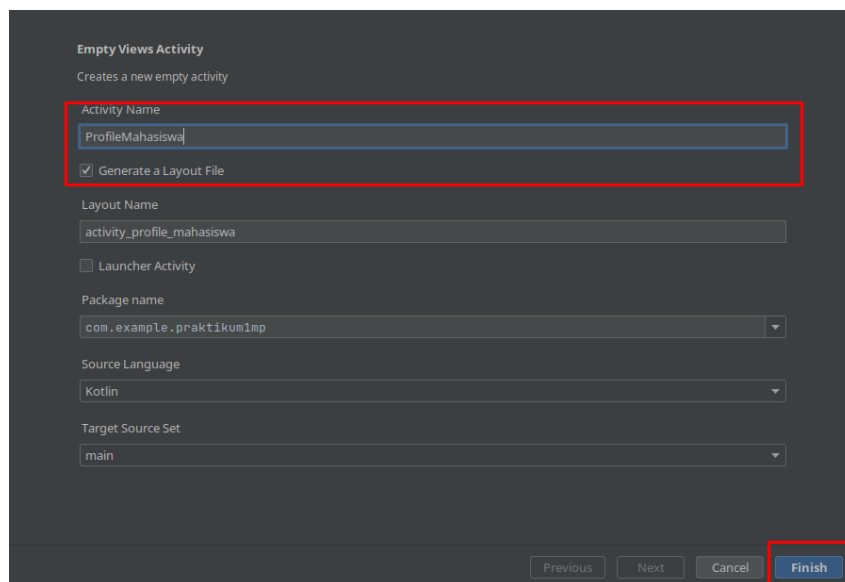 Empty Views Activity
Creates a new empty activity
Activity Name
ProfileMahasiswa
Generate a Layout File
Layout Name
activity_profile_mahasiswa
Launcher Activity
Package name
com.example.praktikum1mp
Source Language
Kotlin
Target Source Set
main
Previous Next Cancel Finish